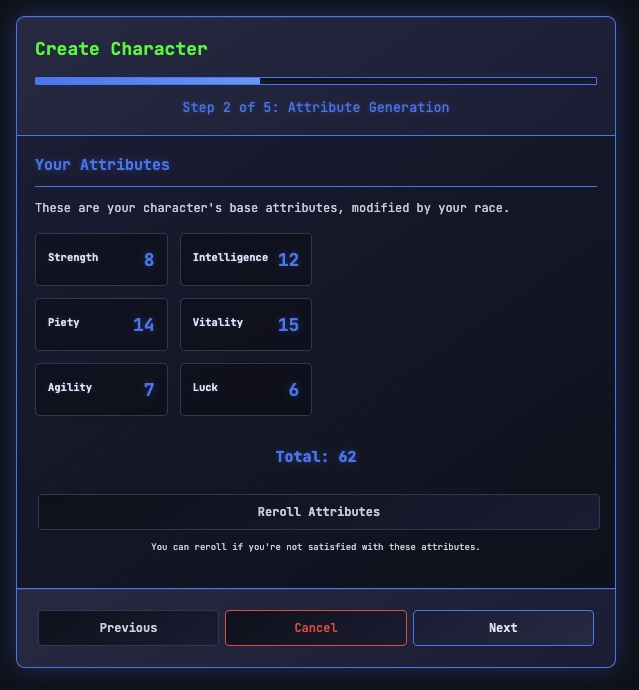 Create Character
Step 2 of 5: Attribute Generation
Your Attributes
These are your character's base attributes, modified by your race.
Strength 8 Intelligence 12
Piety 14 Vitality 15
Agility 7 Luck 6
Total: 62
Reroll Attributes
You can reroll if you're not satisfied with these attributes.
Previous Cancel Next